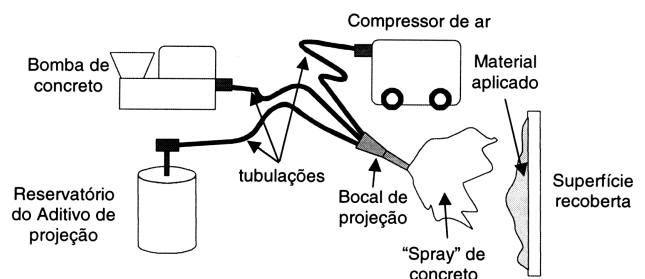 Compressor de ar
Bomba de
concreto
Material
aplicado
tubulações
Reservatório
do Aditivo de
projeção
Bocal de
projeção
Superfície
recoberta
“Spray” de
concreto